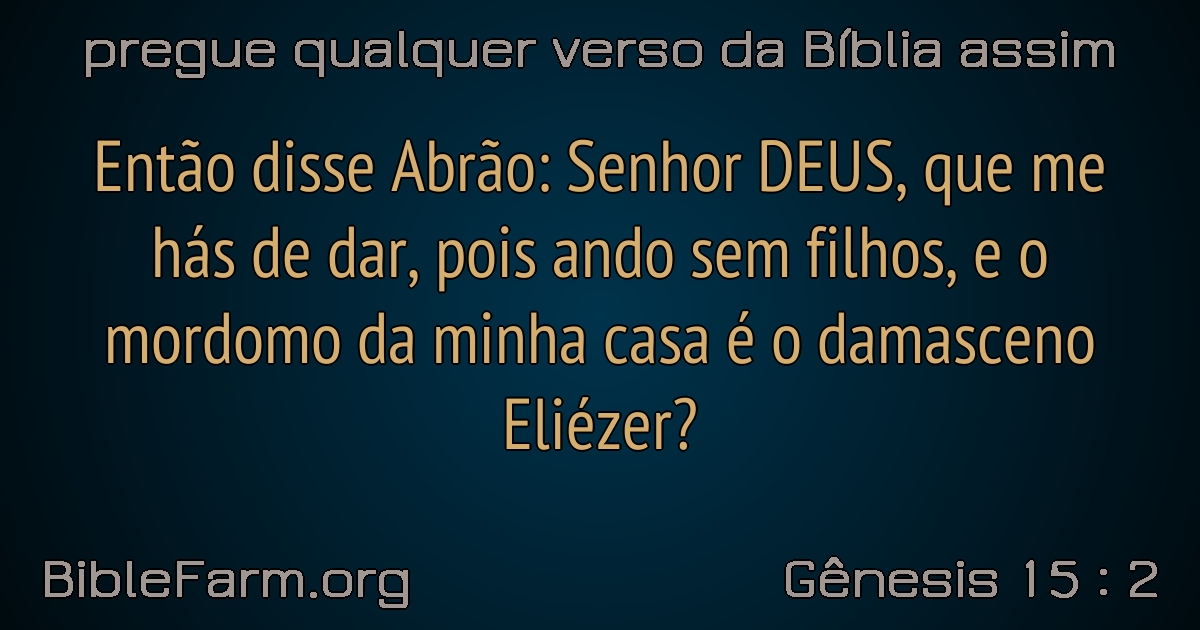 pregue qualquer verso da Bíblia assim
Então disse Abrão: Senhor DEUS, que me
hás de dar, pois ando sem filhos, e o
mordomo da minha casa é o damasceno
Eliézer?
BibleFarm.org
Gênesis 15 : 2